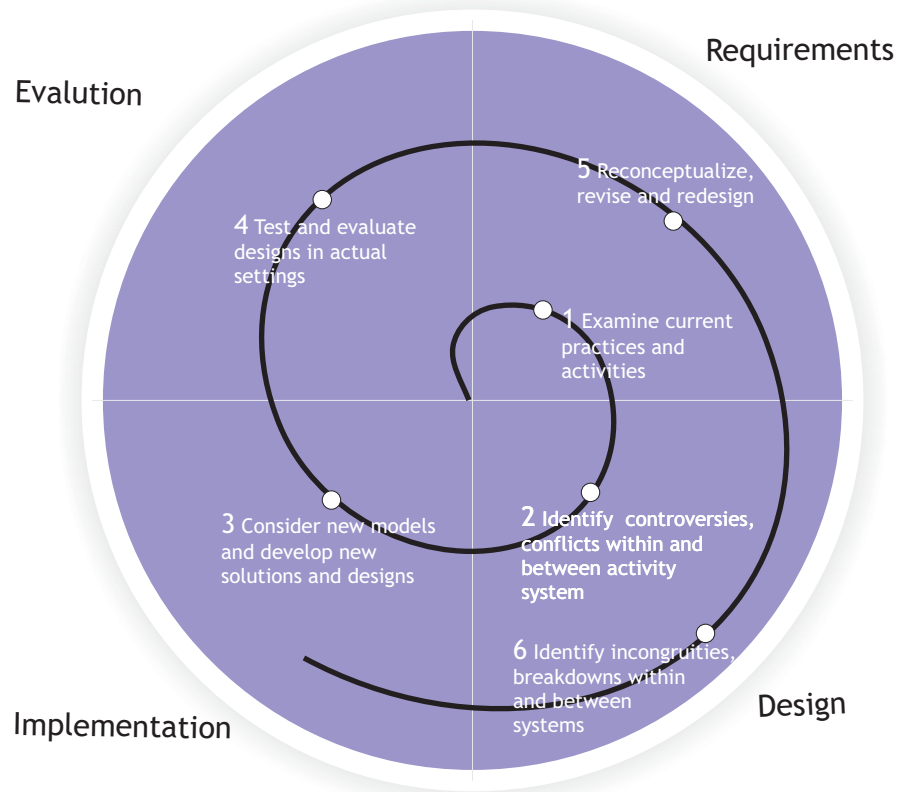 Requirements
Evalution
5 Reconceptualize,
revise and redesign
4 Test and evaluate
designs in actual
settings
1 Examine current
practices and
activities
2 Identify controversies,
conflicts within and
between activity
system
3 Consider new models
and develop new
solutions and designs
6 Identify incongruities,
breakdowns within
and between
systems
Design
Implementation